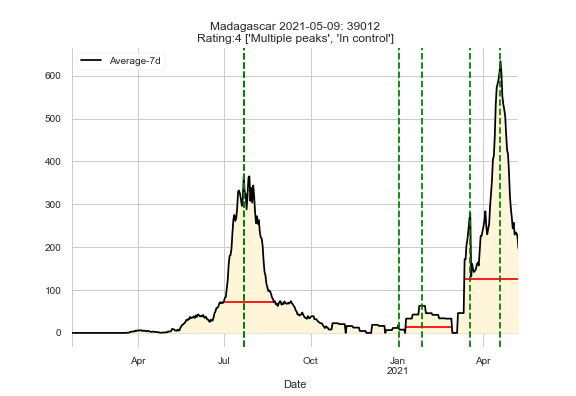 Madagascar 2021-05-09: 39012
Rating:4 ['Multiple peaks', 'In control']
Average-7d
600
500
400
300
200
100
0
Apr Jul Oct Jan Apr
2021
Date